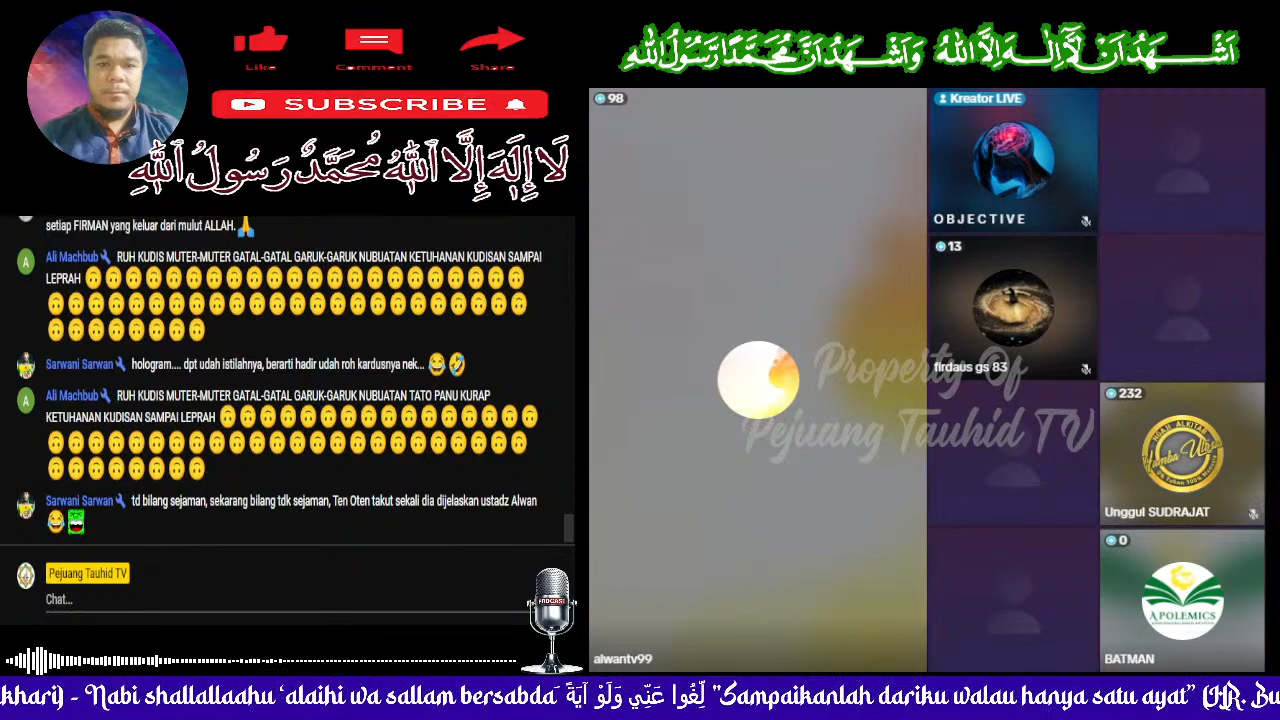 Like
Comment
Share
SUBSCRIBE
لَا إِلَهَ إِلَّا ٱللَّٰهُ مُحَمَّدٌ رَسُولُ ٱللَّٰهِ
اَشْــــهَدُ اَنْ لَآ اِلٰــهَ اِلَّا اللهُ وَاَشْــهَدُ اَنَّ مُحَمَّدًا رَّسُوْلُ اللهِ
setiap FIRMAN yang keluar dari mulut ALLAH. 🙏
A
Ali Machbub🔧 RUH KUDIS MUTER-MUTER GATAL-GATAL GARUK-GARUK NUBUATAN KETUHANAN KUDISAN SAMPAI
LEPRAH 🙃🙃🙃🙃🙃🙃🙃🙃🙃🙃🙃🙃🙃🙃🙃🙃🙃🙃🙃🙃🙃🙃
🙃🙃🙃🙃🙃🙃🙃🙃🙃🙃🙃🙃🙃🙃🙃🙃🙃🙃🙃🙃🙃🙃🙃🙃
🙃🙃🙃🙃🙃🙃🙃🙃
Sarwani Sarwan🔧 hologram.... dpt udah istilahnya, berarti hadir udah roh kardusnya nek... 😂🤣
A
Ali Machbub🔧 RUH KUDIS MUTER-MUTER GATAL-GATAL GARUK-GARUK NUBUATAN TATO PANU KURAP
KETUHANAN KUDISAN SAMPAI LEPRAH 🙃🙃🙃🙃🙃🙃🙃🙃🙃🙃🙃🙃🙃🙃🙃🙃
🙃🙃🙃🙃🙃🙃🙃🙃🙃🙃🙃🙃🙃🙃🙃🙃🙃🙃🙃🙃🙃🙃🙃🙃
🙃🙃🙃🙃🙃🙃🙃🙃
Sarwani Sarwan🔧 td bilang sejaman, sekarang bilang tdk sejaman, Ten Oten takut sekali dia dijelaskan ustadz Alwan
😂
Pejuang Tauhid TV
Chat...
PODCAST
98
alwantv99
Property Of
Pejuang Tauhid TV
Kreator LIVE
O B J E C T I V E
13
firdaus gs 83
232
NGAJI ALKITAB
Unggul SUDRAJAT
0
APOLEMICS
BATMAN
khari) - Nabi shallallaahu ‘alaihi wa sallam bersabda لِّغُوا عَنِّي وَلَوْ آيَةً "Sampaikanlah dariku walau hanya satu ayat” (HR. Bu